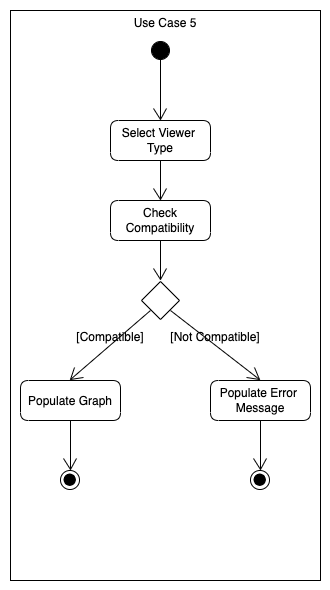 Use Case 5
Select Viewer
Type
Check
Compatibility
[Compatible]
[Not Compatible]
Populate Graph
Populate Error
Message